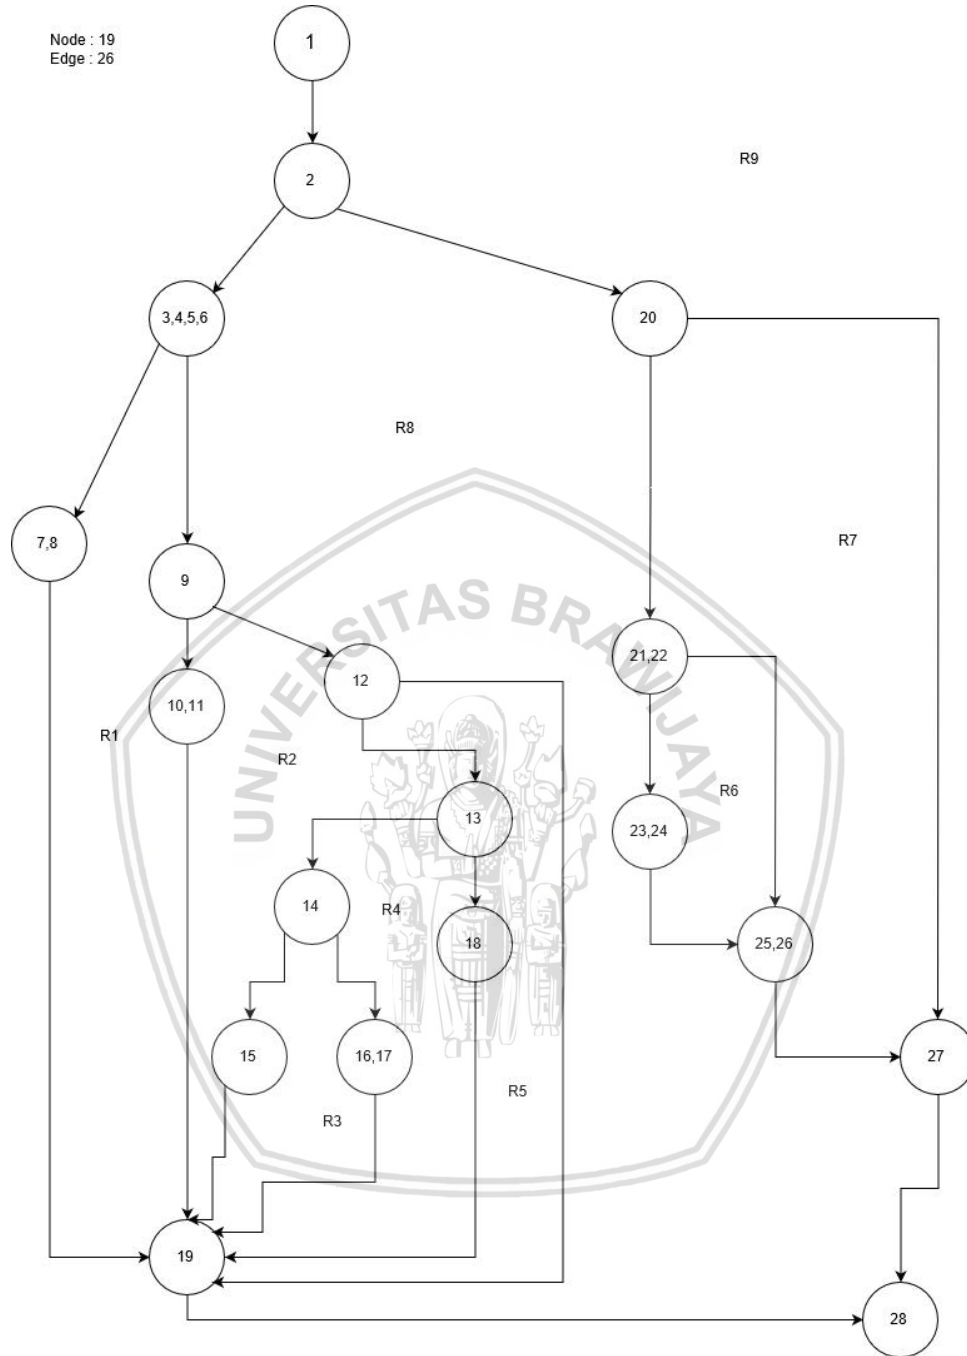 Node : 19
Edge : 26
1
R9
2
3,4,5,6
20
R8
7,8
R7
9
UNIVERSITAS BRAWIJAYA
21,22
12
10,11
R1
R2
R6
13
23,24
14
R4
18
25,26
15
16,17
27
R5
R3
19
28